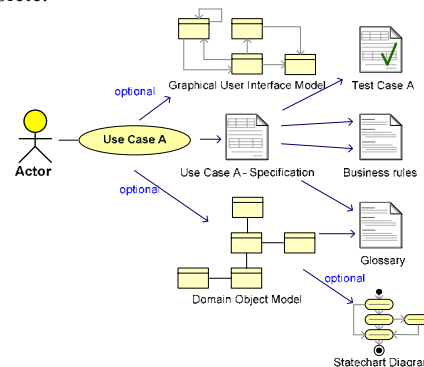 Graphical User Interface Model
Test Case A
optional
Use Case A
Actor
Use Case A - Specification
Business rules
optional
Glossary
Domain Object Model
optional